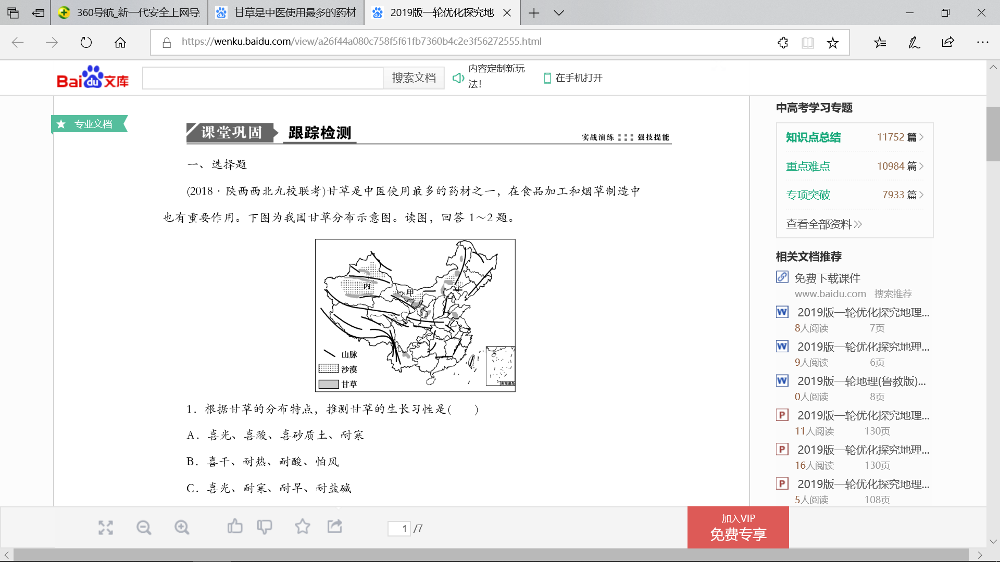 360导航_新一代安全上网导
甘草是中医使用最多的药材
2019版一轮优化探究地
https://wenku.baidu.com/view/a26f44a080c758f5f61fb7360b4c2e3f56272555.html
Bai du 文库
搜索文档
内容定制新玩
法!
在手机打开
专业文档
课堂巩固 跟踪检测
实战演练 强技提能
一、选择题
(2018·陕西西北九校联考)甘草是中医使用最多的药材之一，在食品加工和烟草制造中
也有重要作用。下图为我国甘草分布示意图。读图，回答 1～2 题。
丙
甲
乙
山脉
沙漠
甘草
南海诸岛
1．根据甘草的分布特点，推测甘草的生长习性是(　　)
A．喜光、喜酸、喜砂质土、耐寒
B．喜干、耐热、耐酸、怕风
C．喜光、耐寒、耐旱、耐盐碱
中高考学习专题
知识点总结 11752 篇
重点难点 10984 篇
专项突破 7933 篇
查看全部资料
相关文档推荐
免费下载课件
www.baidu.com 搜索推荐
2019版一轮优化探究地理...
8人阅读 7页
2019版一轮优化探究地理...
9人阅读 6页
2019版一轮地理(鲁教版)...
0人阅读 8页
2019版一轮优化探究地理...
11人阅读 130页
2019版一轮优化探究地理...
16人阅读 130页
2019版一轮优化探究地理...
5人阅读 108页
1 /7
加入VIP
免费专享